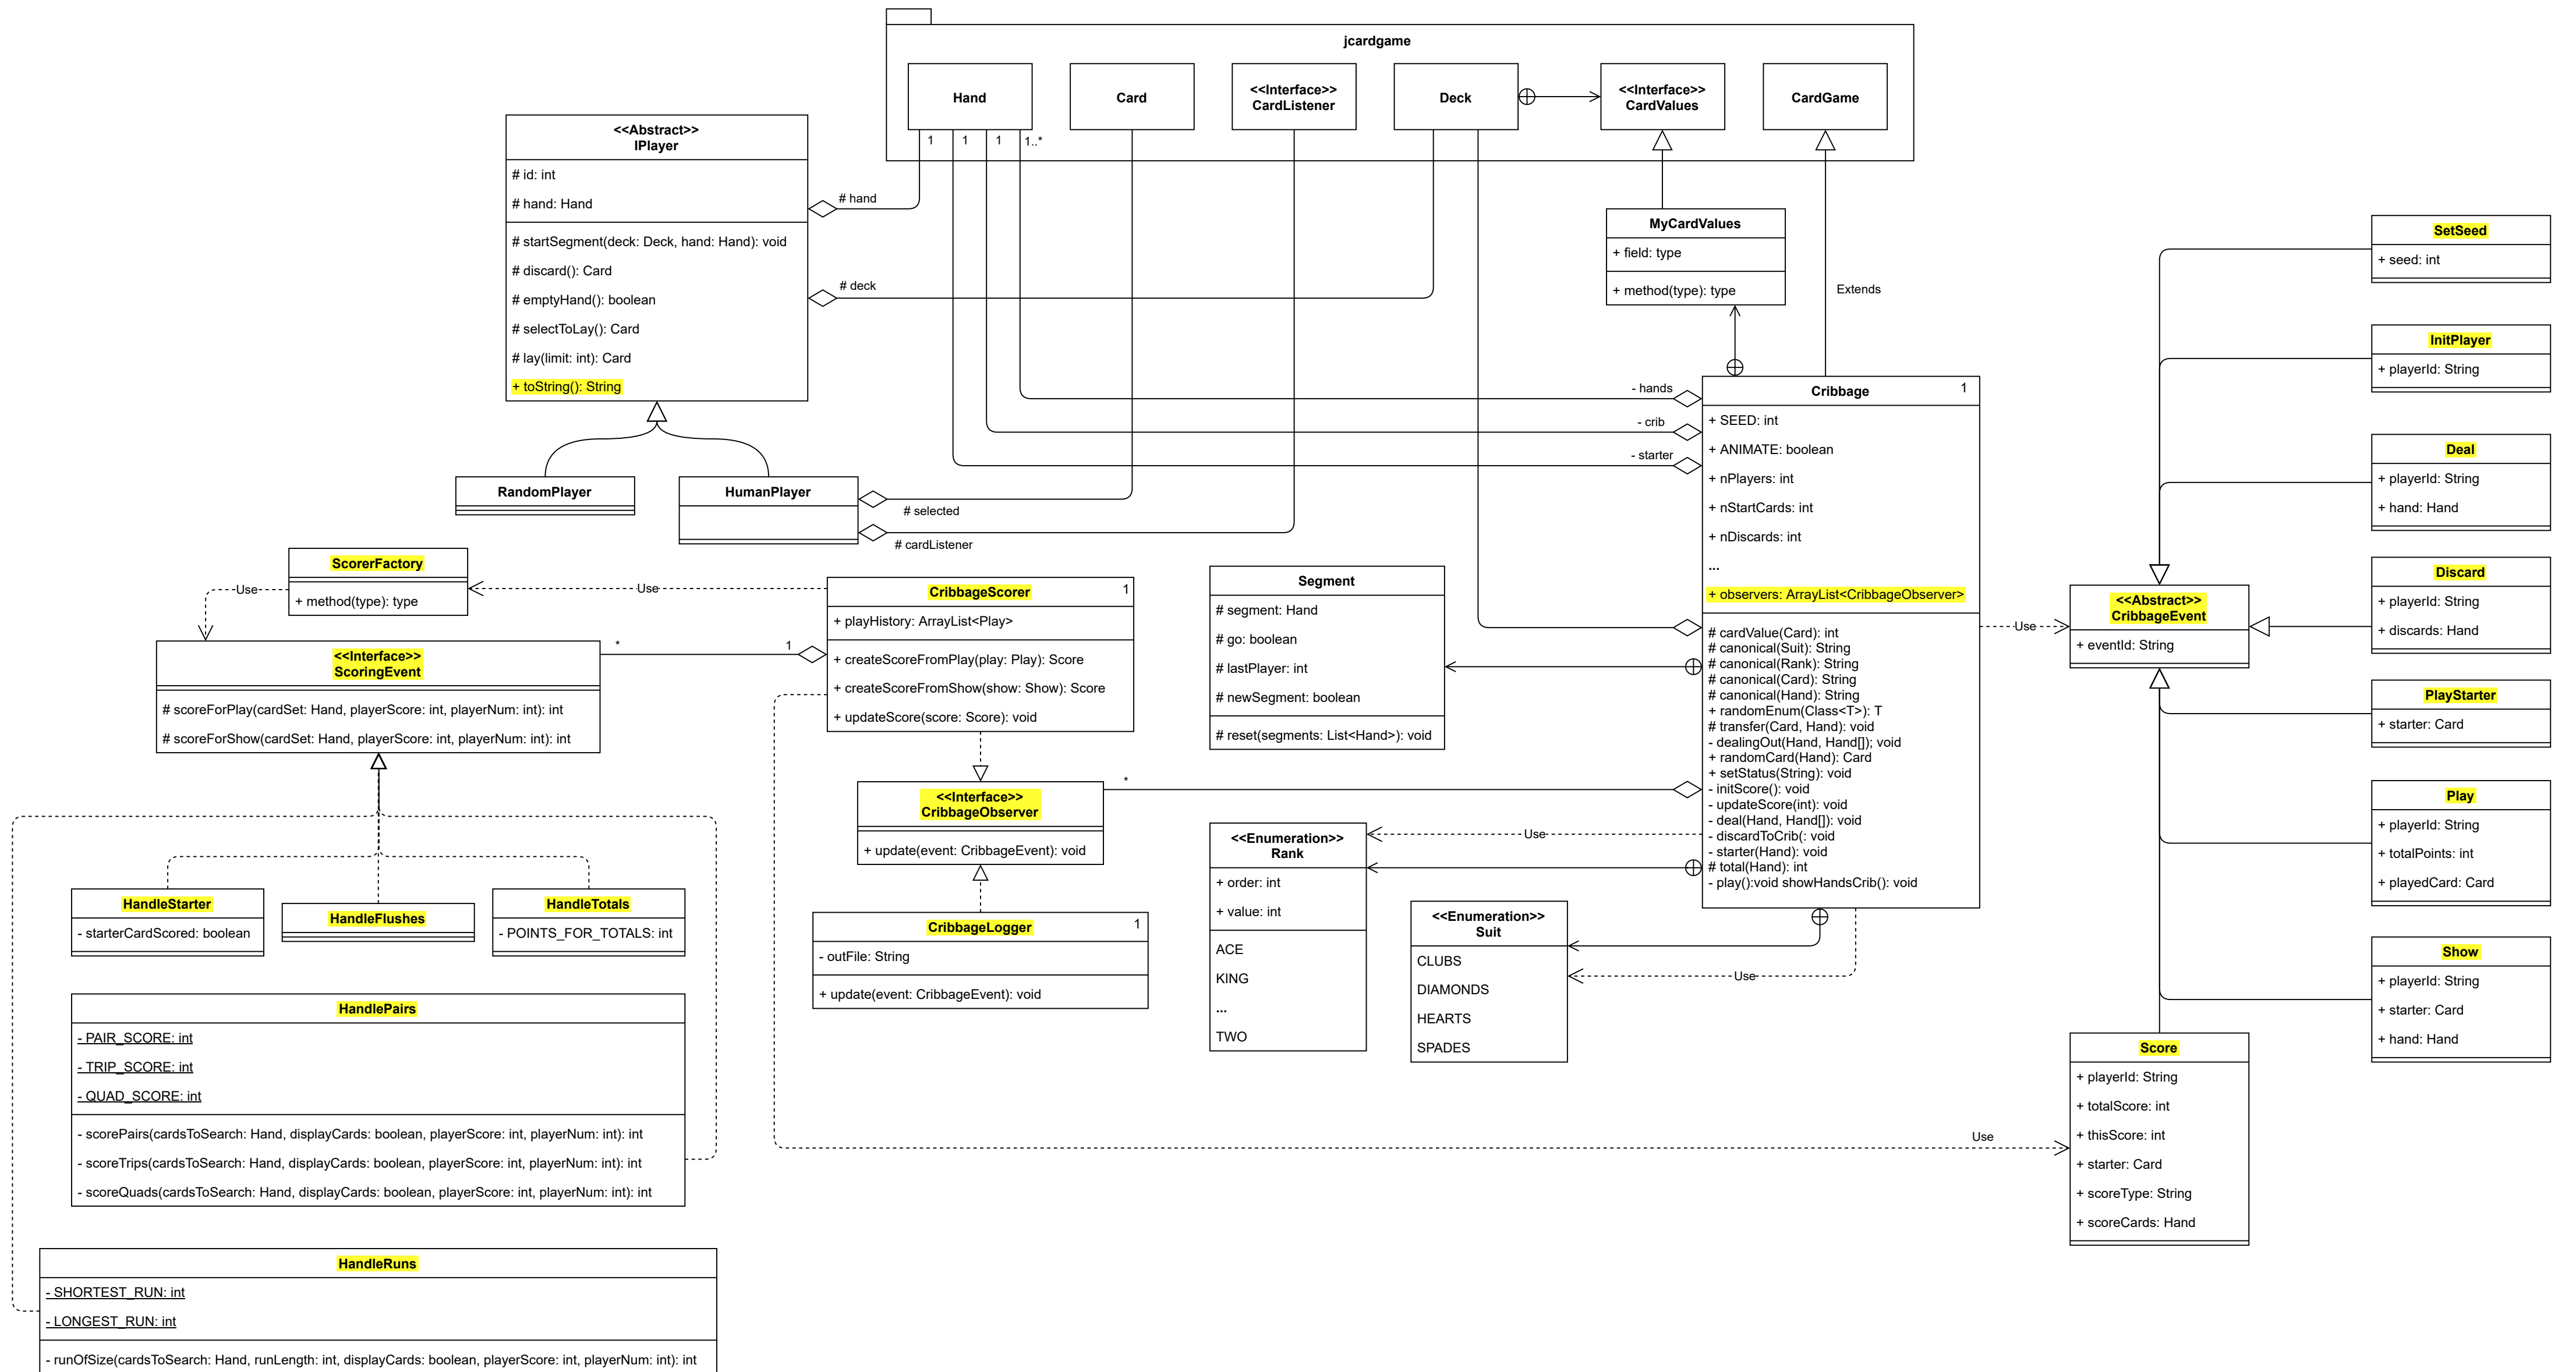 jcardgame
Hand
Card
<<Interface>>
CardListener
Deck
<<Interface>>
CardValues
CardGame
1
1
1
1..*
<<Abstract>>
IPlayer
# id: int
# hand: Hand
# startSegment(deck: Deck, hand: Hand): void
# discard(): Card
# emptyHand(): boolean
# selectToLay(): Card
# lay(limit: int): Card
+ toString(): String
# hand
# deck
MyCardValues
+ field: type
+ method(type): type
Extends
RandomPlayer
HumanPlayer
# selected
# cardListener
- hands
- crib
- starter
Cribbage
1
+ SEED: int
+ ANIMATE: boolean
+ nPlayers: int
+ nStartCards: int
+ nDiscards: int
...
+ observers: ArrayList<CribbageObserver>
# cardValue(Card): int
# canonical(Suit): String
# canonical(Rank): String
# canonical(Card): String
# canonical(Hand): String
+ randomEnum(Class<T>): T
# transfer(Card, Hand): void
- dealingOut(Hand, Hand[]); void
+ randomCard(Hand): Card
+ setStatus(String): void
- initScore(): void
- updateScore(int): void
- deal(Hand, Hand[]): void
- discardToCrib(: void
- starter(Hand): void
# total(Hand): int
- play():void showHandsCrib(): void
ScorerFactory
+ method(type): type
Use
Use
<<Interface>>
ScoringEvent
# scoreForPlay(cardSet: Hand, playerScore: int, playerNum: int): int
# scoreForShow(cardSet: Hand, playerScore: int, playerNum: int): int
*
1
CribbageScorer
1
+ playHistory: ArrayList<Play>
+ createScoreFromPlay(play: Play): Score
+ createScoreFromShow(show: Show): Score
+ updateScore(score: Score): void
<<Interface>>
CribbageObserver
+ update(event: CribbageEvent): void
*
CribbageLogger
1
- outFile: String
+ update(event: CribbageEvent): void
Segment
# segment: Hand
# go: boolean
# lastPlayer: int
# newSegment: boolean
# reset(segments: List<Hand>): void
<<Enumeration>>
Rank
+ order: int
+ value: int
ACE
KING
...
TWO
Use
<<Enumeration>>
Suit
CLUBS
DIAMONDS
HEARTS
SPADES
Use
Use
<<Abstract>>
CribbageEvent
+ eventId: String
SetSeed
+ seed: int
InitPlayer
+ playerId: String
Deal
+ playerId: String
+ hand: Hand
Discard
+ playerId: String
+ discards: Hand
PlayStarter
+ starter: Card
Play
+ playerId: String
+ totalPoints: int
+ playedCard: Card
Show
+ playerId: String
+ starter: Card
+ hand: Hand
Score
+ playerId: String
+ totalScore: int
+ thisScore: int
+ starter: Card
+ scoreType: String
+ scoreCards: Hand
Use
HandleStarter
- starterCardScored: boolean
HandleFlushes
HandleTotals
- POINTS_FOR_TOTALS: int
HandlePairs
- PAIR_SCORE: int
- TRIP_SCORE: int
- QUAD_SCORE: int
- scorePairs(cardsToSearch: Hand, displayCards: boolean, playerScore: int, playerNum: int): int
- scoreTrips(cardsToSearch: Hand, displayCards: boolean, playerScore: int, playerNum: int): int
- scoreQuads(cardsToSearch: Hand, displayCards: boolean, playerScore: int, playerNum: int): int
HandleRuns
- SHORTEST_RUN: int
- LONGEST_RUN: int
- runOfSize(cardsToSearch: Hand, runLength: int, displayCards: boolean, playerScore: int, playerNum: int): int